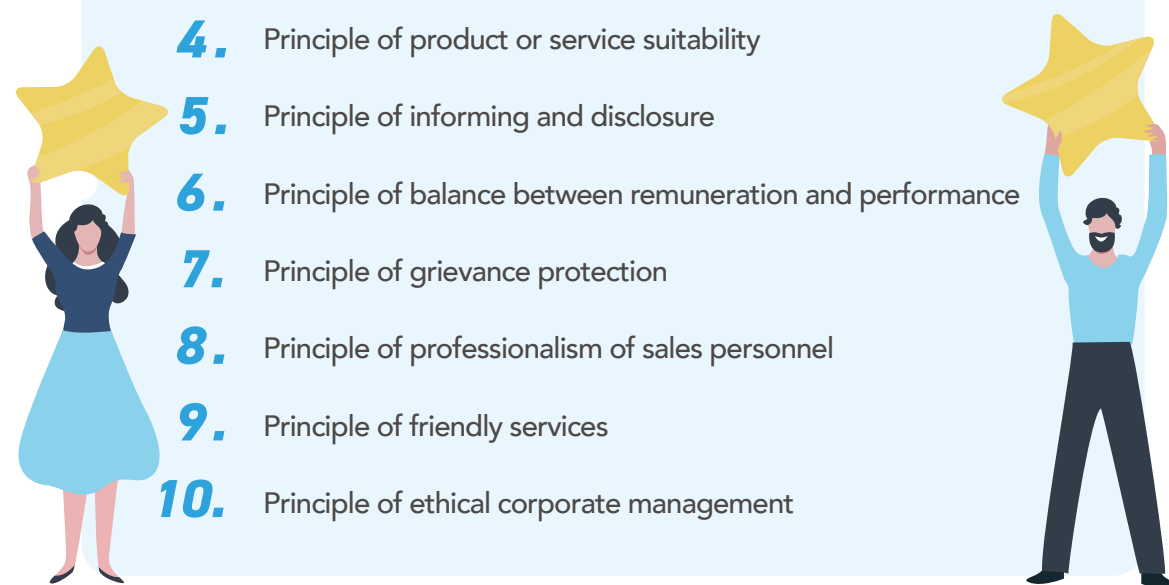 4. Principle of product or service suitability
5. Principle of informing and disclosure
6. Principle of balance between remuneration and performance
7. Principle of grievance protection
8. Principle of professionalism of sales personnel
9. Principle of friendly services
10. Principle of ethical corporate management